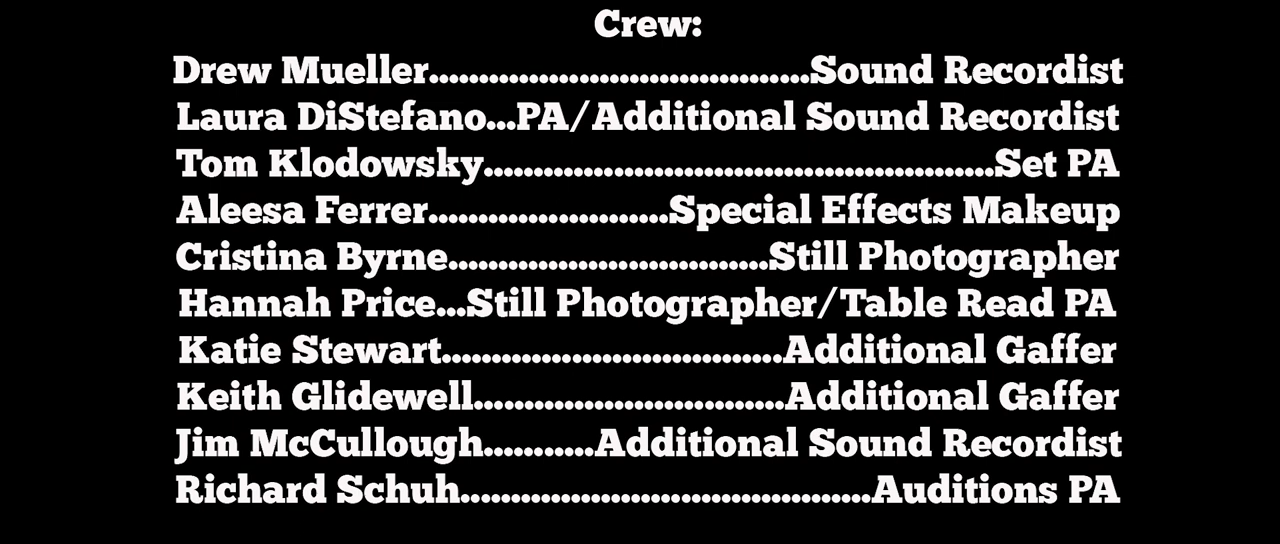 Crew:
Drew Mueller......................................Sound Recordist
Laura DiStefano...PA/Additional Sound Recordist
Tom Klodowsky...................................................Set PA
Aleesa Ferrer........................Special Effects Makeup
Cristina Byrne................................Still Photographer
Hannah Price...Still Photographer/Table Read PA
Katie Stewart..................................Additional Gaffer
Keith Glidewell...............................Additional Gaffer
Jim McCullough...........Additional Sound Recordist
Richard Schuh.........................................Auditions PA